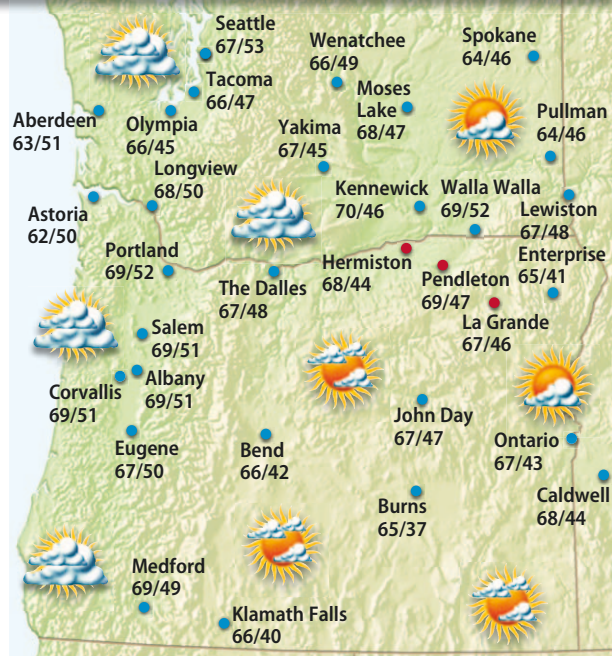 Seattle
67/53
Wenatchee
66/49
Spokane
64/46
Tacoma
66/47
Moses
Lake
68/47
Aberdeen
63/51
Olympia
66/45
Yakima
67/45
Pullman
64/46
Longview
68/50
Kennewick
70/46
Walla Walla
69/52
Lewiston
67/48
Astoria
62/50
Portland
69/52
The Dalles
67/48
Hermiston
68/44
Pendleton
69/47
Enterprise
65/41
La Grande
67/46
Salem
69/51
Corvallis
69/51
Albany
69/51
John Day
67/47
Eugene
67/50
Bend
66/42
Ontario
67/43
Burns
65/37
Caldwell
68/44
Medford
69/49
Klamath Falls
66/40